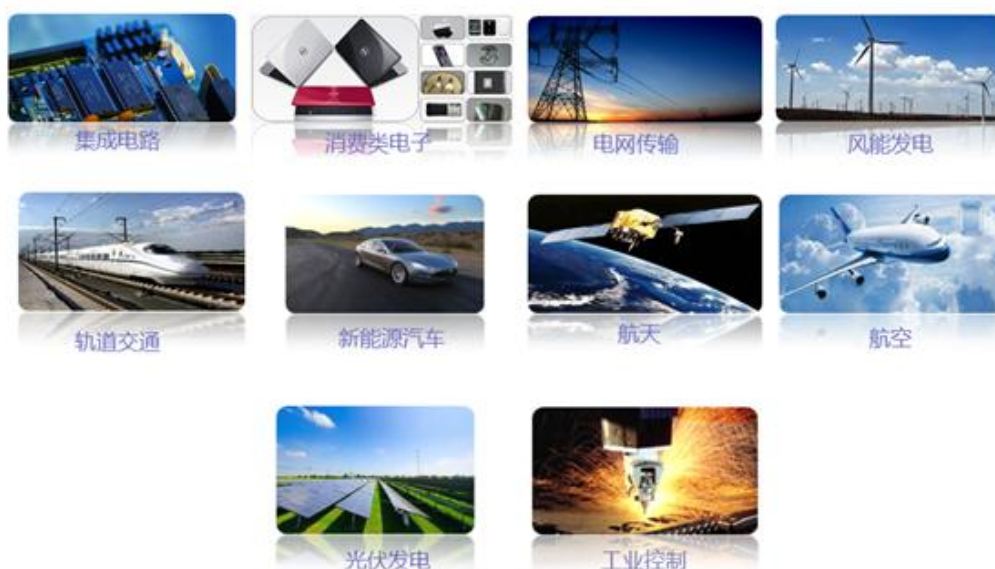 集成电路
消费类电子
电网传输
风能发电
轨道交通
新能源汽车
航天
航空
光伏发电
工业控制